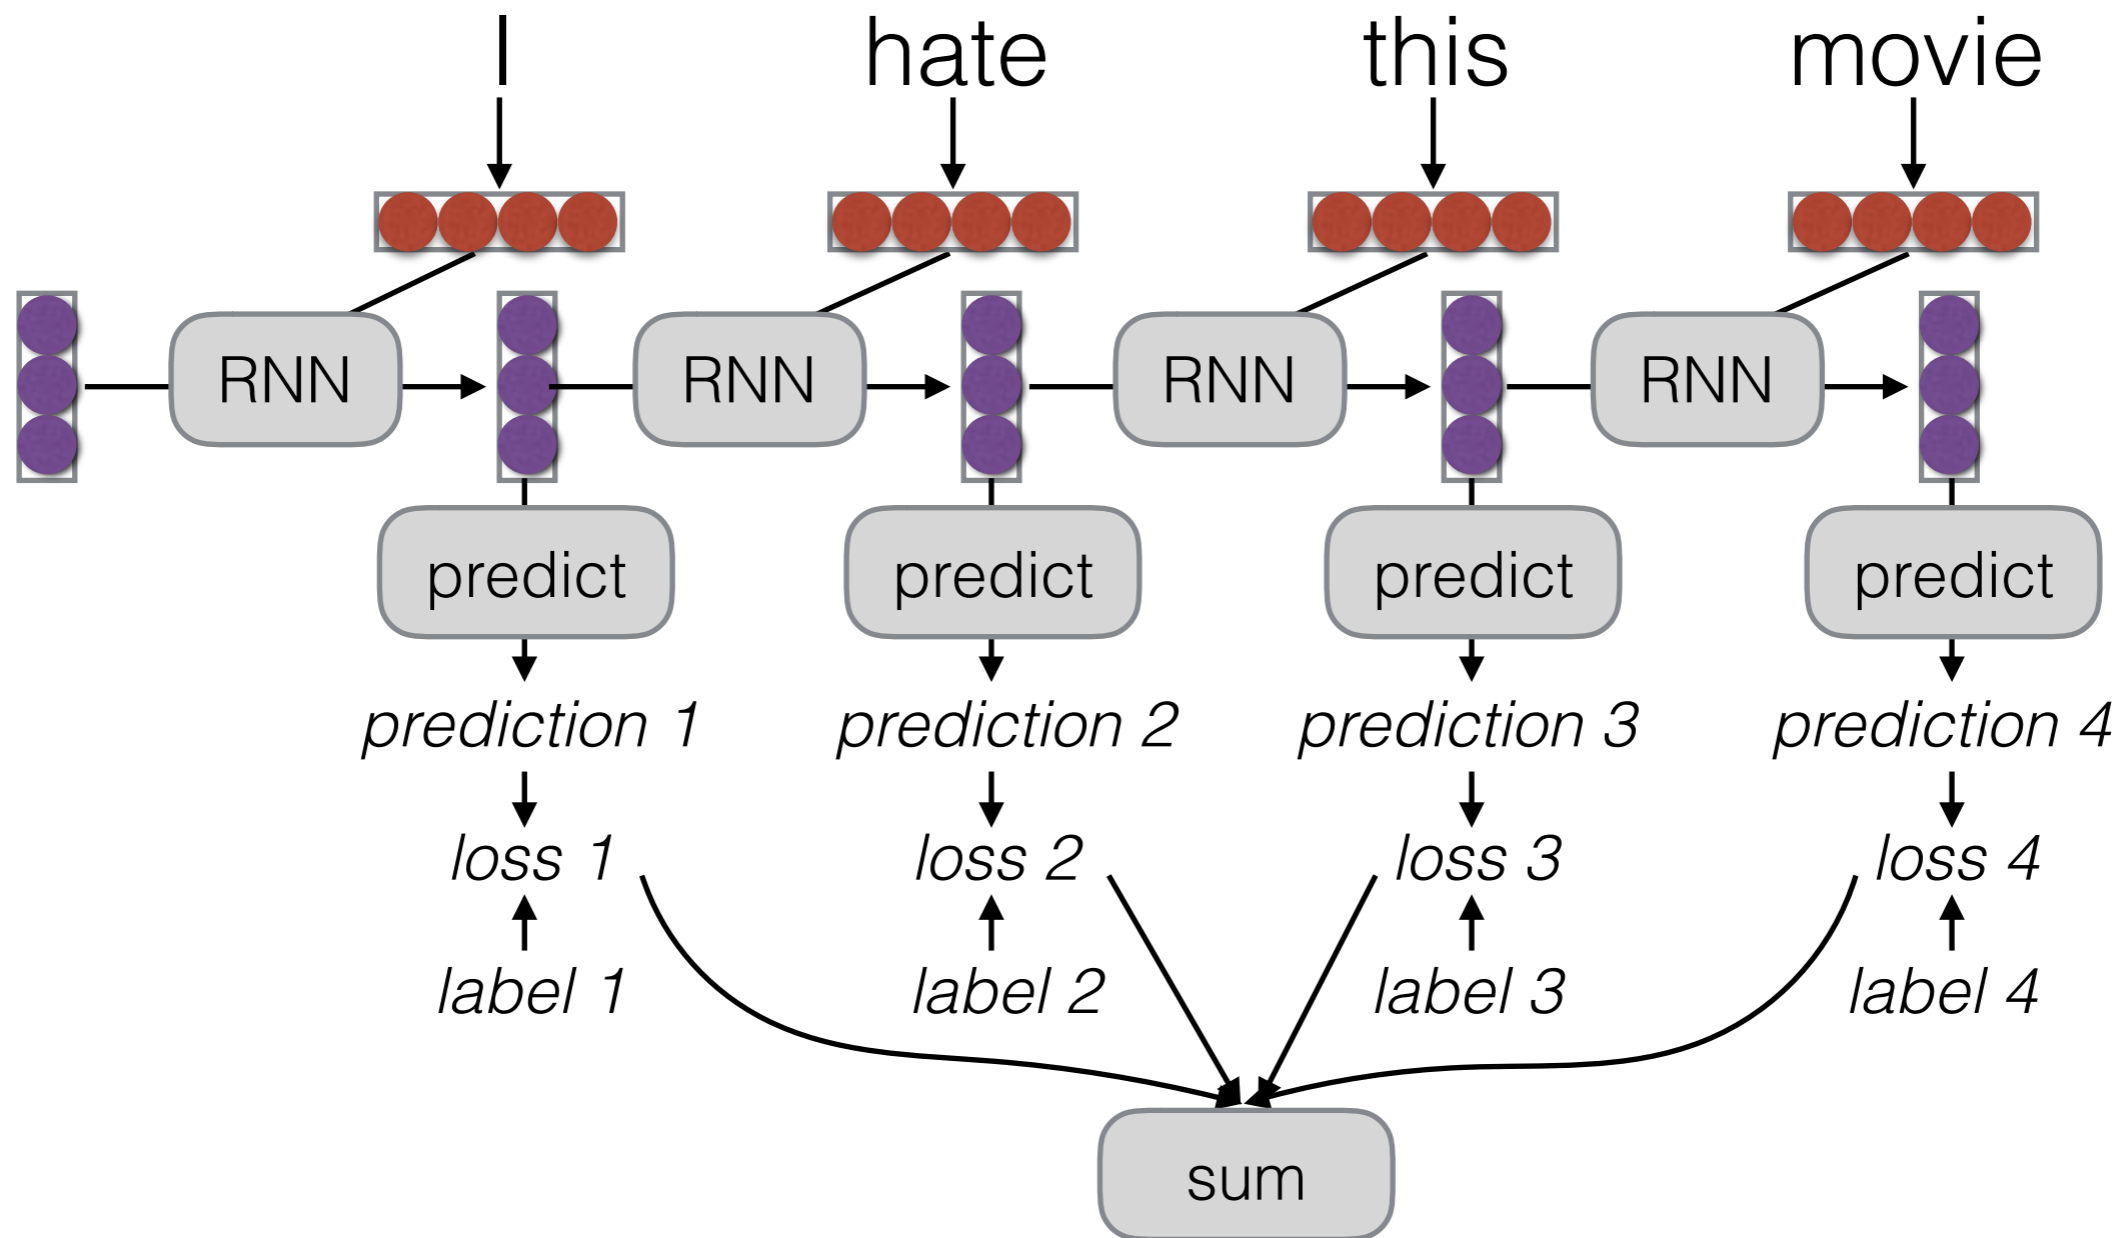 I hate this movie
RNN RNN RNN RNN
predict predict predict predict
prediction 1 prediction 2 prediction 3 prediction 4
loss 1 loss 2 loss 3 loss 4
label 1 label 2 label 3 label 4
sum